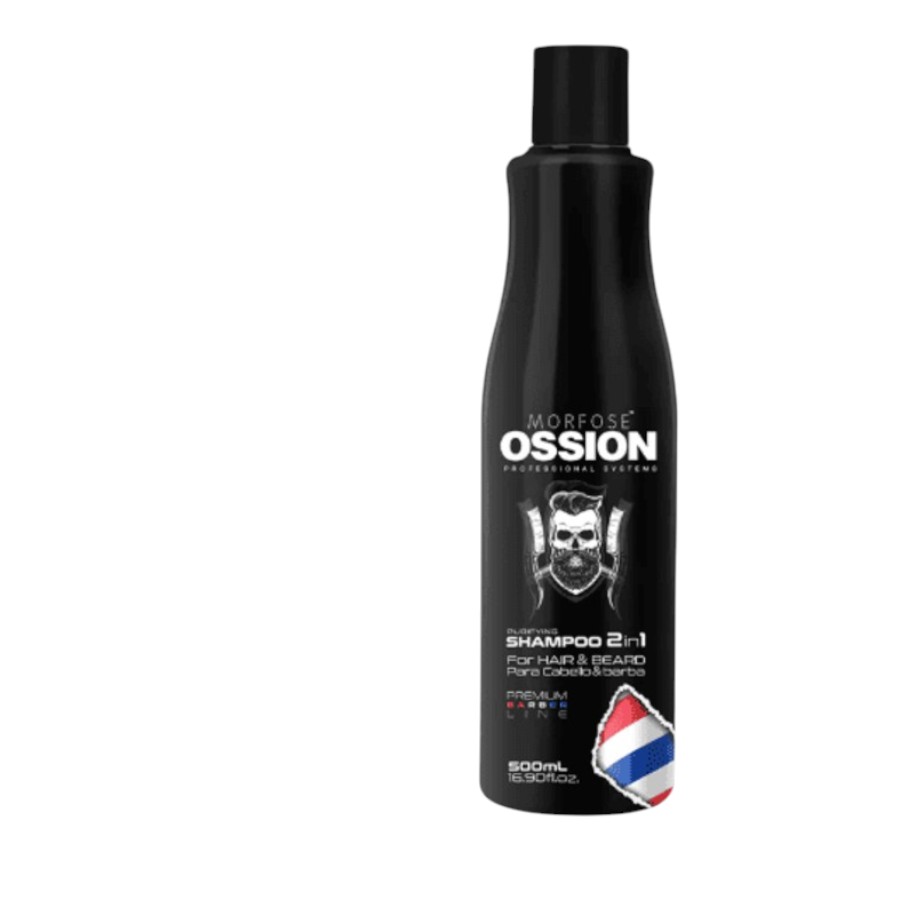 MORFOSE™
OSSION
PROFESSIONAL SYSTEMS
PURIFYING
SHAMPOO 2in1
For HAIR & BEARD
Para Cabello & barba
PREMIUM
BARBER
LINE
500mL
16.90fl.oz.